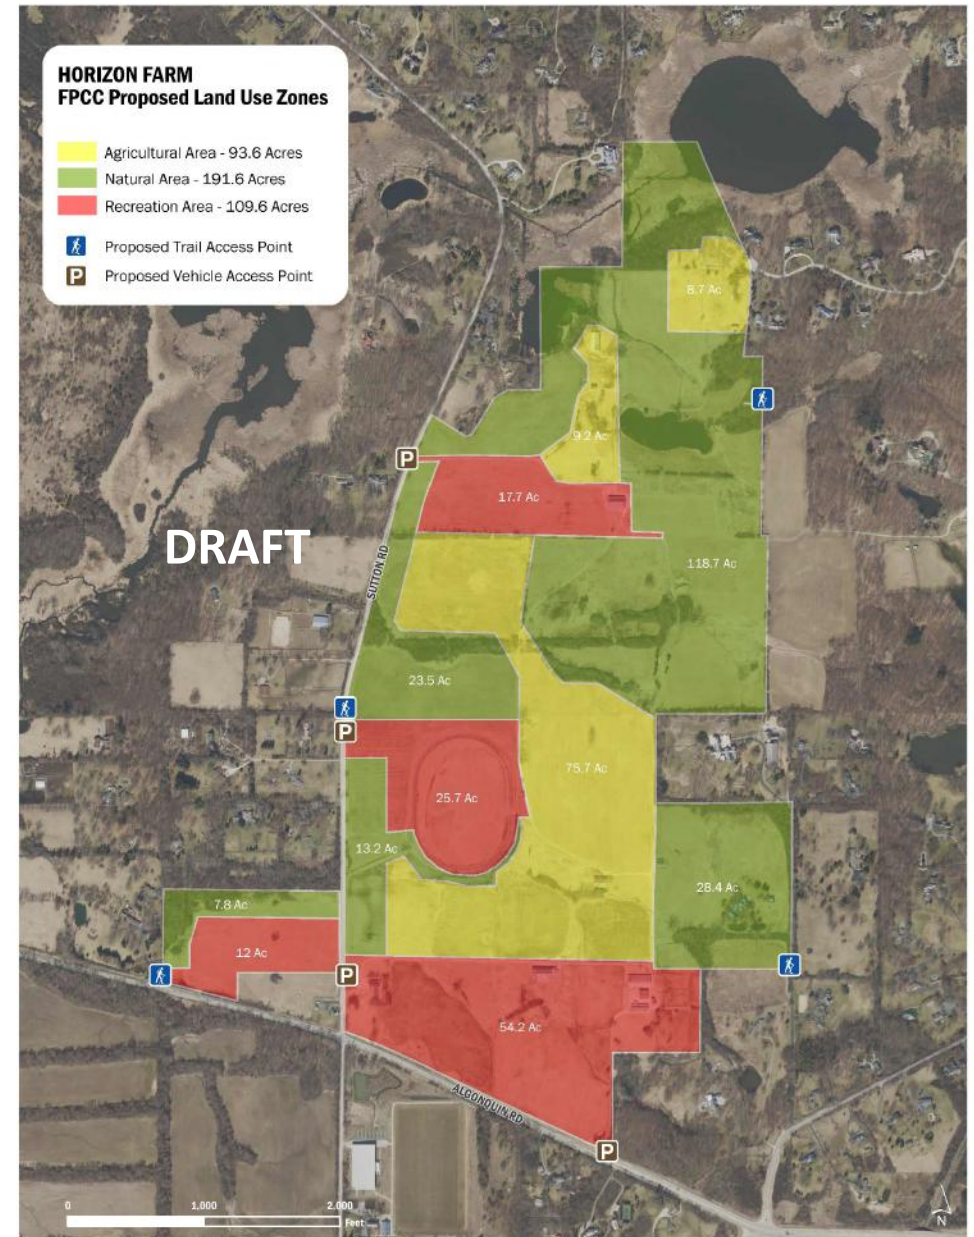 HORIZON FARM
FPCC Proposed Land Use Zones
Agricultural Area - 93.6 Acres
Natural Area - 191.6 Acres
Recreation Area - 109.6 Acres
Proposed Trail Access Point
P Proposed Vehicle Access Point
8.7 Ac
9.2 Ac
P
17.7 Ac
DRAFT
SUTTON RD
118.7 Ac
23.5 Ac
P
75.7 Ac
25.7 Ac
13.2 Ac
28.4 Ac
7.8 Ac
12 Ac
P
54.2 Ac
ALGONQUIN RD
P
0 1,000 2,000
Feet
N